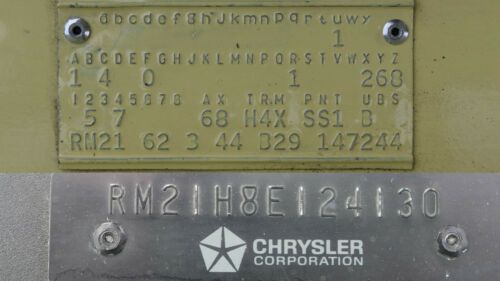 abcdefghJkmnpqrtuwy
1
ABCDEFGHJKLMNPQRSTVWXYZ
1 4 0 1 268
12345678 AX TRM PNT UBS
5 7 68 H4X SS1 B
RM21 62 3 44 B29 147244
RM21H8E124130
CHRYSLER
CORPORATION